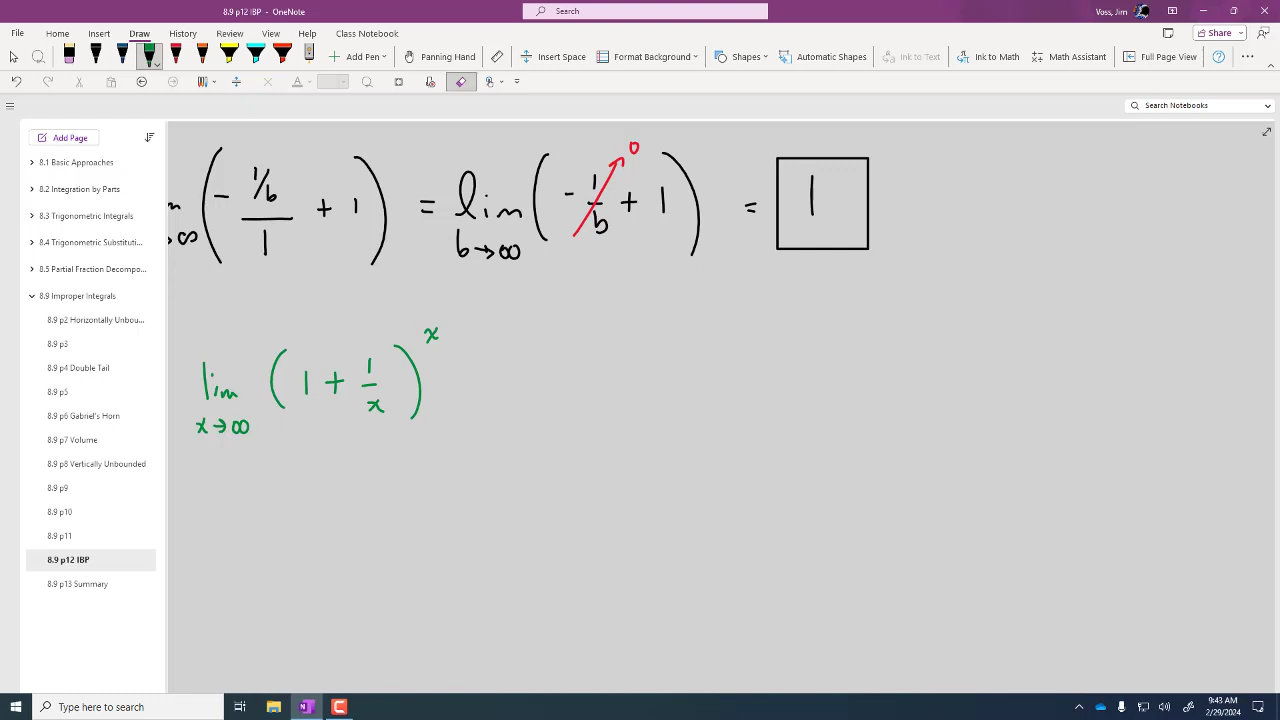 8.9 p12 IBP - OneNote
Search
Voss, Jim
File Home Insert Draw History Review View Help Class Notebook
Share
Add Pen
Panning Hand
Insert Space
Format Background
Shapes
Automatic Shapes
Ink to Text
Ink to Math
Math Assistant
Full Page View
Search Notebooks
Add Page
8.1 Basic Approaches
8.2 Integration by Parts
8.3 Trigonometric Integrals
8.4 Trigonometric Substituti...
8.5 Partial Fraction Decompo...
8.9 Improper Integrals
8.9 p2 Horizontally Unbou...
8.9 p3
8.9 p4 Double Tail
8.9 p5
8.9 p6 Gabriel's Horn
8.9 p7 Volume
8.9 p8 Vertically Unbounded
8.9 p9
8.9 p10
8.9 p11
8.9 p12 IBP
8.9 p13 Summary
→∞ (- (1/b)/1 + 1) = lim b→∞ (- 1/b + 1) = 1
0
lim x→∞ (1 + 1/x)^x
Type here to search
9:43 AM
2/29/2024